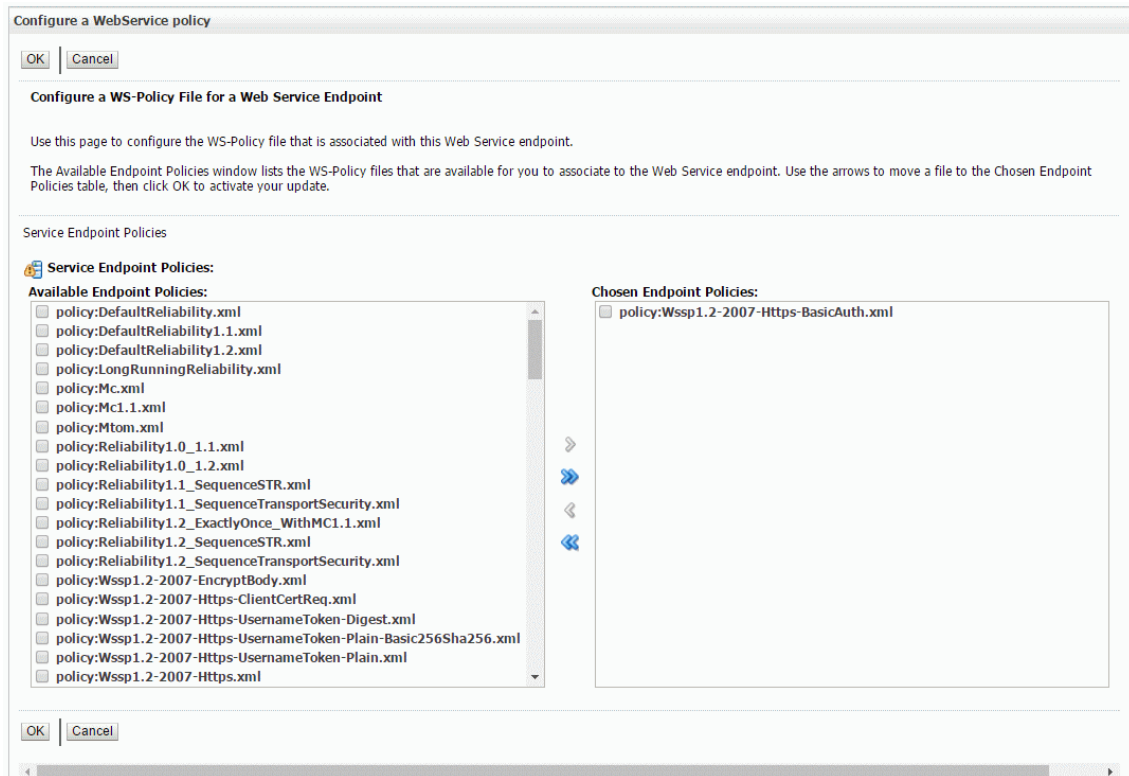 Configure a WebService policy
OK Cancel
Configure a WS-Policy File for a Web Service Endpoint
Use this page to configure the WS-Policy file that is associated with this Web Service endpoint.
The Available Endpoint Policies window lists the WS-Policy files that are available for you to associate to the Web Service endpoint. Use the arrows to move a file to the Chosen Endpoint
Policies table, then click OK to activate your update.
Service Endpoint Policies
Service Endpoint Policies:
Available Endpoint Policies:
policy:DefaultReliability.xml
policy:DefaultReliability1.1.xml
policy:DefaultReliability1.2.xml
policy:LongRunningReliability.xml
policy:Mc.xml
policy:Mc1.1.xml
policy:Mtom.xml
policy:Reliability1.0_1.1.xml
policy:Reliability1.0_1.2.xml
policy:Reliability1.1_SequenceSTR.xml
policy:Reliability1.1_SequenceTransportSecurity.xml
policy:Reliability1.2_ExactlyOnce_WithMC1.1.xml
policy:Reliability1.2_SequenceSTR.xml
policy:Reliability1.2_SequenceTransportSecurity.xml
policy:Wssp1.2-2007-EncryptBody.xml
policy:Wssp1.2-2007-Https-ClientCertReq.xml
policy:Wssp1.2-2007-Https-UsernameToken-Digest.xml
policy:Wssp1.2-2007-Https-UsernameToken-Plain-Basic256Sha256.xml
policy:Wssp1.2-2007-Https-UsernameToken-Plain.xml
policy:Wssp1.2-2007-Https.xml
Chosen Endpoint Policies:
policy:Wssp1.2-2007-Https-BasicAuth.xml
OK Cancel